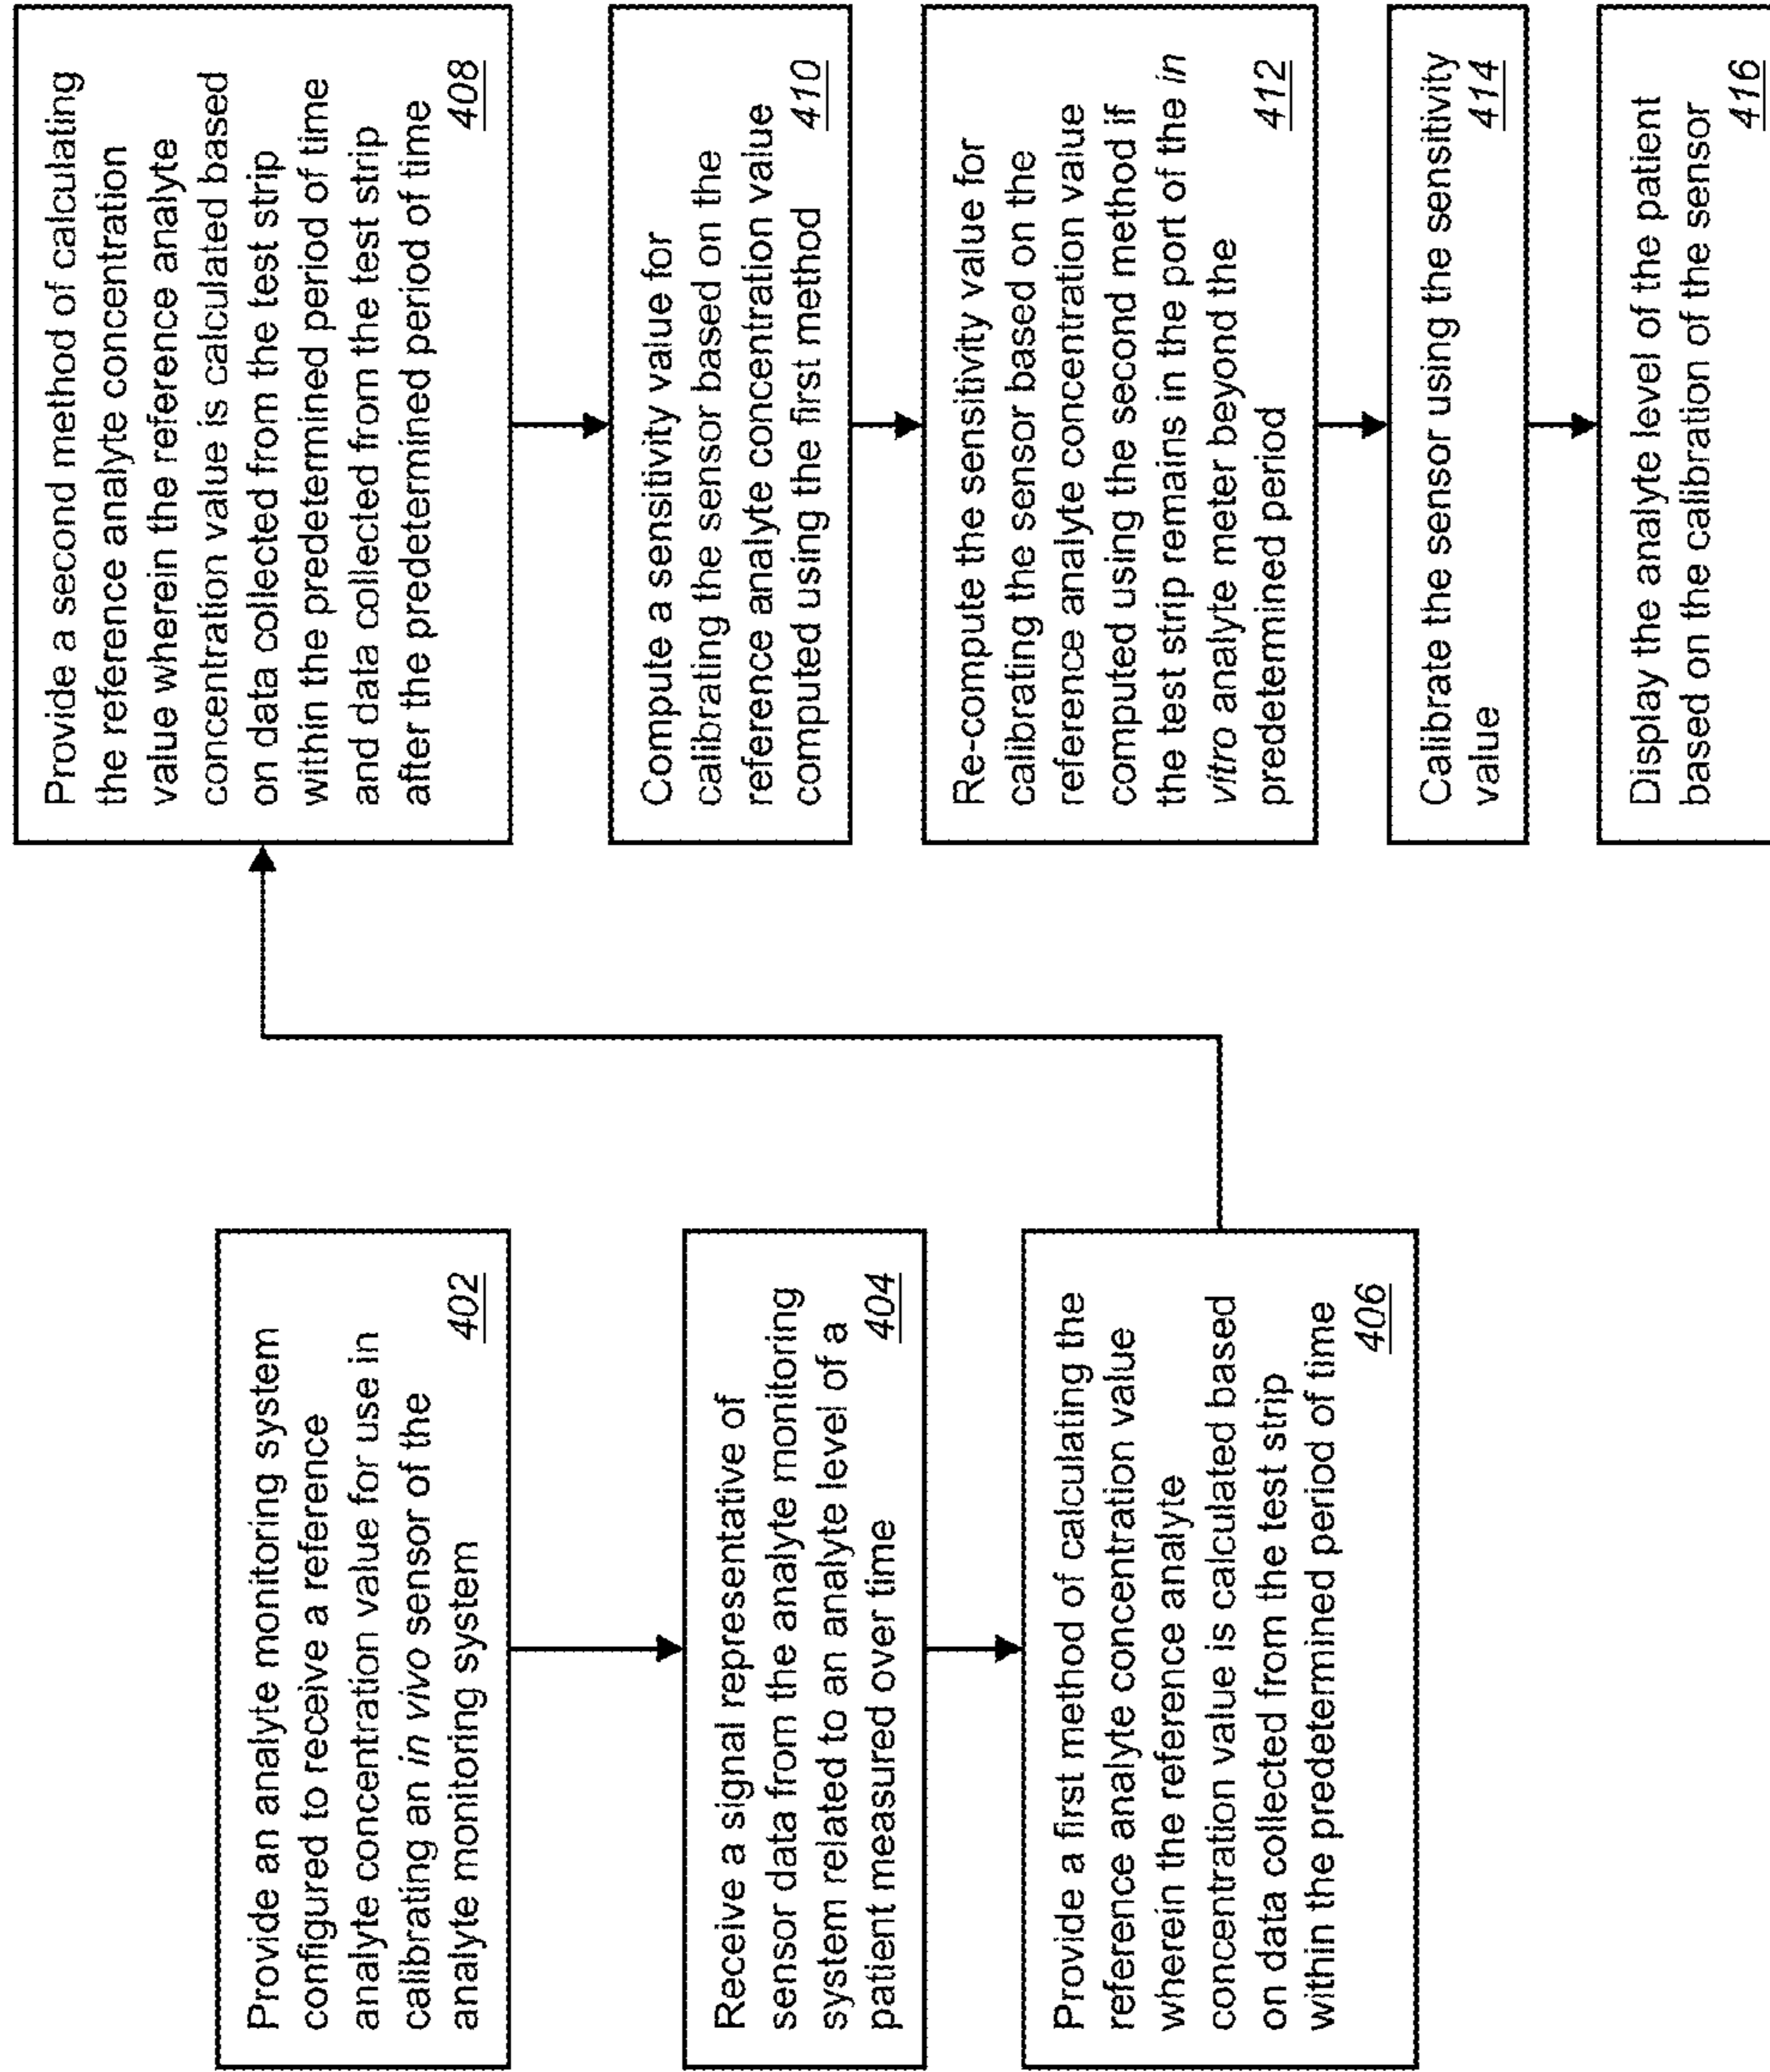 Provide an analyte monitoring system
configured to receive a reference
analyte concentration value for use in
calibrating an in vivo sensor of the
analyte monitoring system
402
Receive a signal representative of
sensor data from the analyte monitoring
system related to an analyte level of a
patient measured over time
404
Provide a first method of calculating the
reference analyte concentration value
wherein the reference analyte
concentration value is calculated based
on data collected from the test strip
within the predetermined period of time
406
Provide a second method of calculating
the reference analyte concentration
value wherein the reference analyte
concentration value is calculated based
on data collected from the test strip
within the predetermined period of time
and data collected from the test strip
after the predetermined period of time
408
Compute a sensitivity value for
calibrating the sensor based on the
reference analyte concentration value
computed using the first method
410
Re-compute the sensitivity value for
calibrating the sensor based on the
reference analyte concentration value
computed using the second method if
the test strip remains in the port of the in
vitro analyte meter beyond the
predetermined period
412
Calibrate the sensor using the sensitivity
value
414
Display the analyte level of the patient
based on the calibration of the sensor
416